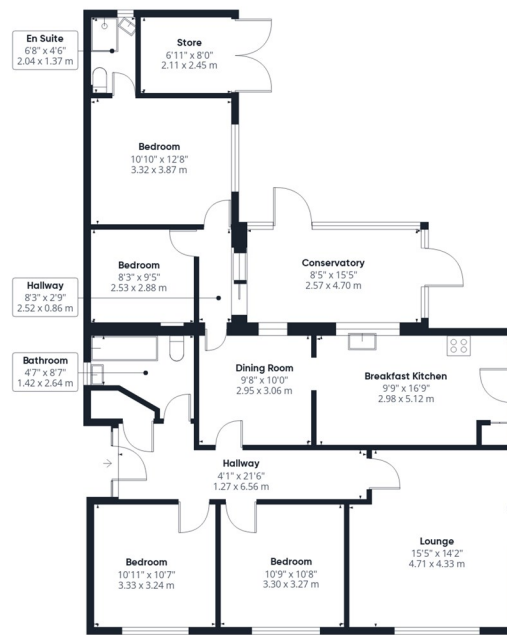 En Suite
6'8" x 4'6"
2.04 x 1.37 m
Store
6'11" x 8'0"
2.11 x 2.45 m
Bedroom
10'10" x 12'8"
3.32 x 3.87 m
Bedroom
8'3" x 9'5"
2.53 x 2.88 m
Conservatory
8'5" x 15'5"
2.57 x 4.70 m
Hallway
8'3" x 2'9"
2.52 x 0.86 m
Bathroom
4'7" x 8'7"
1.42 x 2.64 m
Dining Room
9'8" x 10'0"
2.95 x 3.06 m
Breakfast Kitchen
9'9" x 16'9"
2.98 x 5.12 m
Hallway
4'1" x 21'6"
1.27 x 6.56 m
Bedroom
10'11" x 10'7"
3.33 x 3.24 m
Bedroom
10'9" x 10'8"
3.30 x 3.27 m
Lounge
15'5" x 14'2"
4.71 x 4.33 m